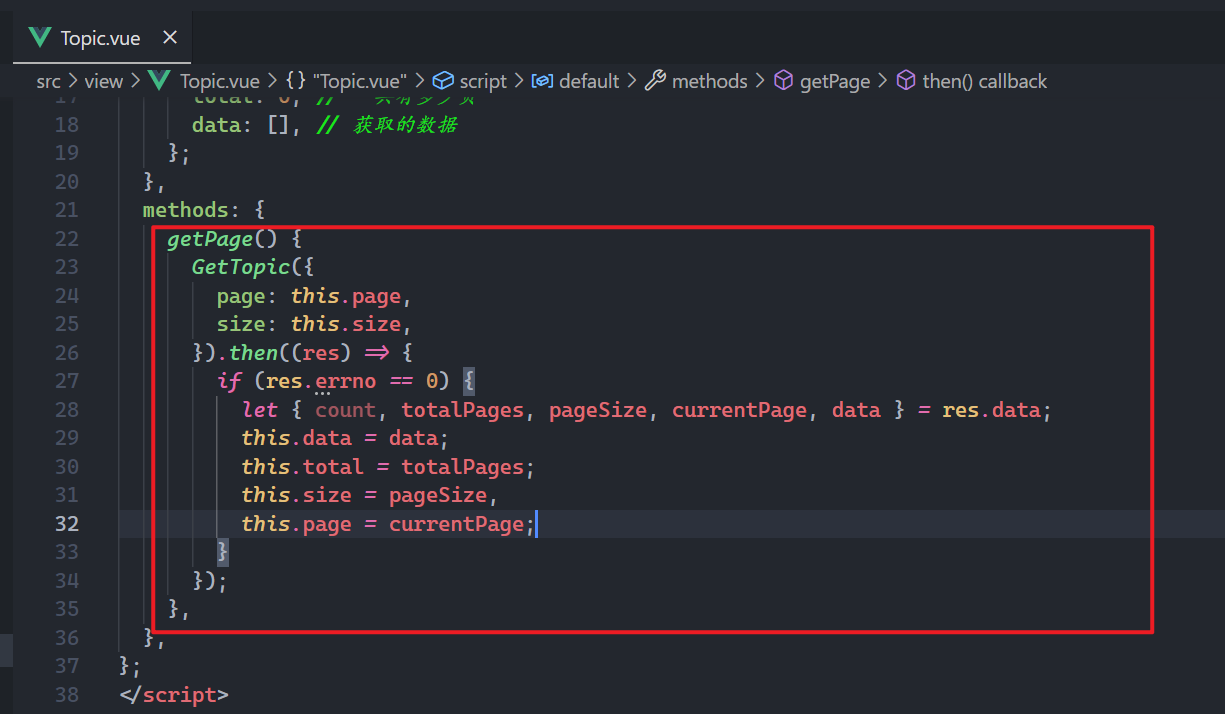 Topic.vue
src > view > Topic.vue > {} "Topic.vue" > script > default > methods > getPage > then() callback
18 data: [], // 获取的数据
19 };
20 },
21 methods: {
22 getPage() {
23 GetTopic({
24 page: this.page,
25 size: this.size,
26 }).then((res) => {
27 if (res.errno == 0) {
28 let { count, totalPages, pageSize, currentPage, data } = res.data;
29 this.data = data;
30 this.total = totalPages;
31 this.size = pageSize,
32 this.page = currentPage;
33 }
34 });
35 },
36 },
37 };
38 </script>